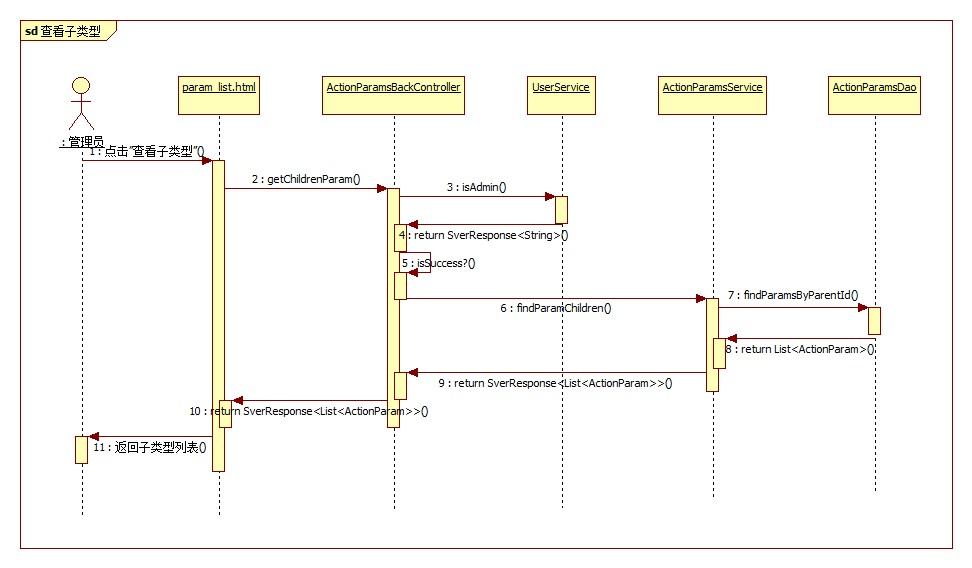 sd 查看子类型
param_list.html
ActionParamsBackController
UserService
ActionParamsService
ActionParamsDao
: 管理员
1 : 点击“查看子类型”()
2 : getChildrenParam()
3 : isAdmin()
4 : return SverResponse<String>()
5 : isSuccess?()
6 : findParamChildren()
7 : findParamsByParentId()
8 : return List<ActionParam>()
9 : return SverResponse<List<ActionParam>>()
10 : return SverResponse<List<ActionParam>>()
11 : 返回子类型列表()